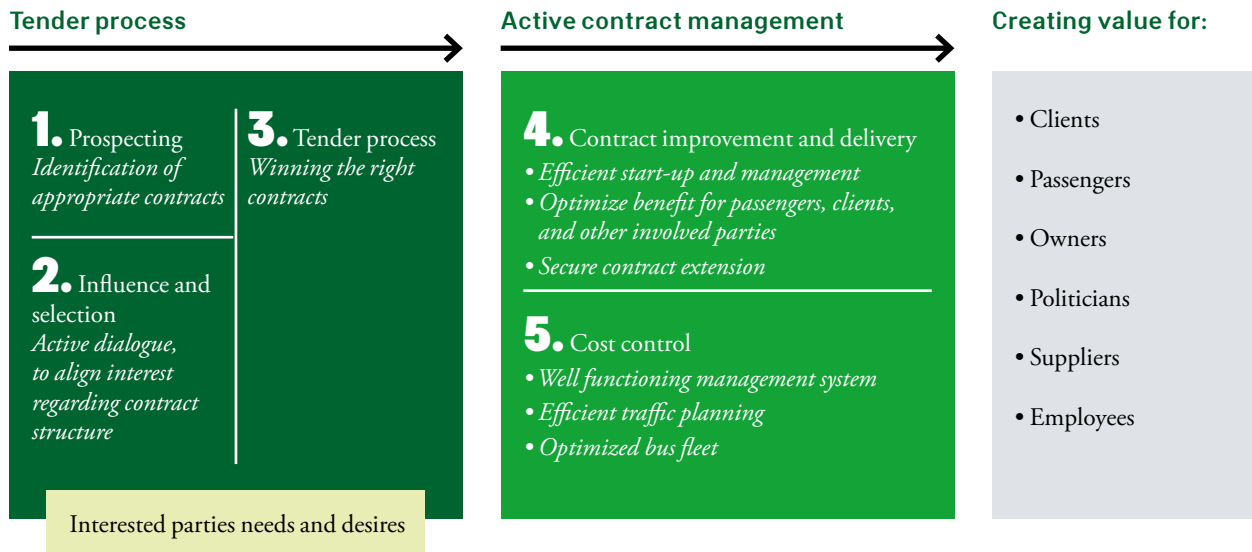 Tender process
1. Prospecting
Identification of
appropriate contracts
2. Influence and
selection
Active dialogue,
to align interest
regarding contract
structure
3. Tender process
Winning the right
contracts
Interested parties needs and desires
Active contract management
4. Contract improvement and delivery
• Efficient start-up and management
• Optimize benefit for passengers, clients,
and other involved parties
• Secure contract extension
5. Cost control
• Well functioning management system
• Efficient traffic planning
• Optimized bus fleet
Creating value for:
• Clients
• Passengers
• Owners
• Politicians
• Suppliers
• Employees